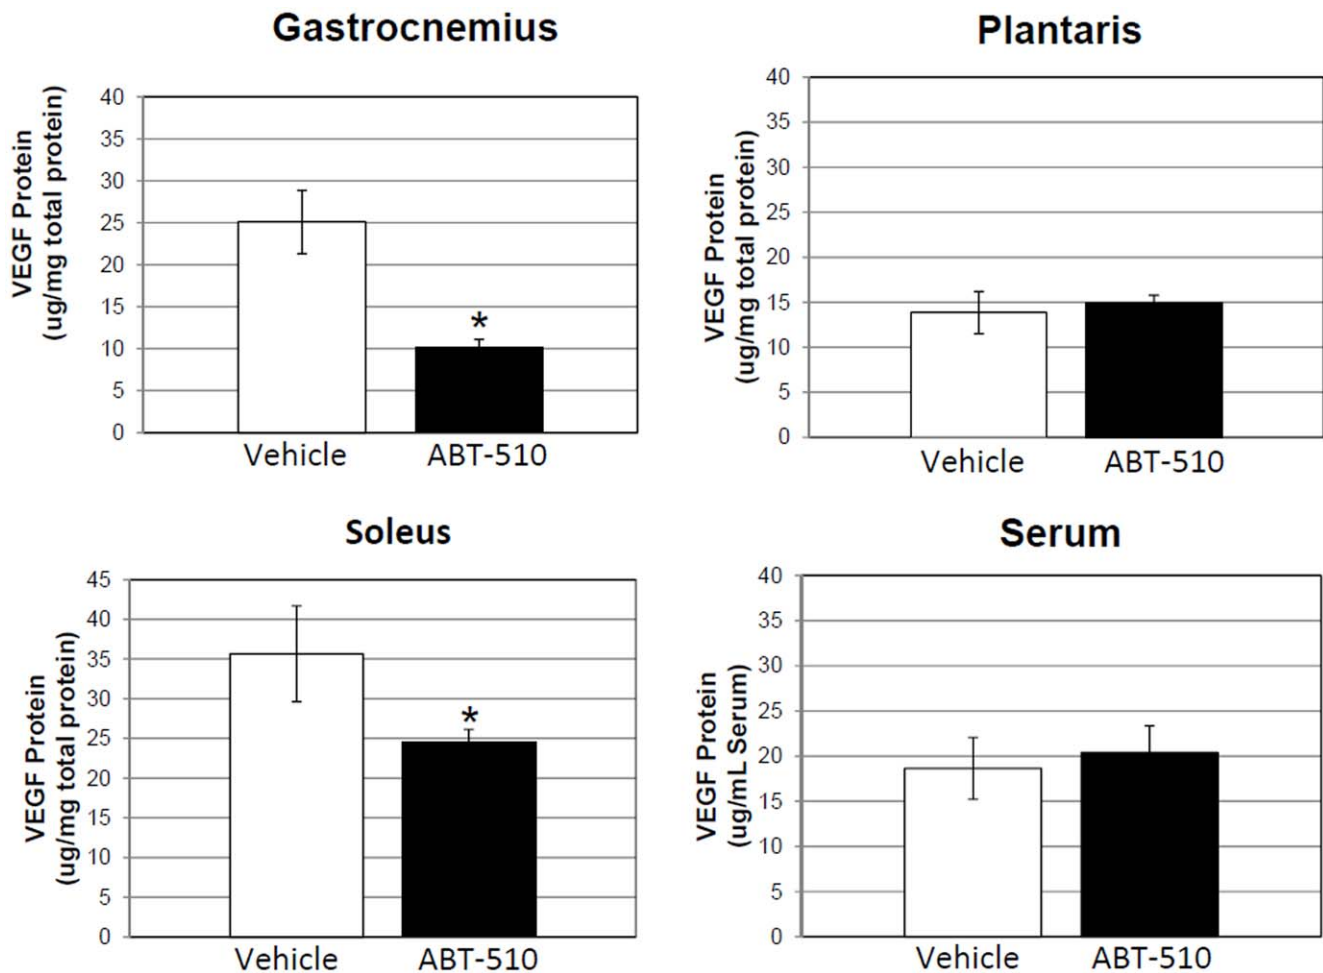 Gastrocnemius
VEGF Protein
(ug/mg total protein)
40
35
30
25
20
15
10
5
0
*
Vehicle
ABT-510
Plantaris
VEGF Protein
(ug/mg total protein)
40
35
30
25
20
15
10
5
0
Vehicle
ABT-510
Soleus
VEGF Protein
(ug/mg total protein)
45
40
35
30
25
20
15
10
5
0
*
Vehicle
ABT-510
Serum
VEGF Protein
(ug/mL Serum)
40
35
30
25
20
15
10
5
0
Vehicle
ABT-510